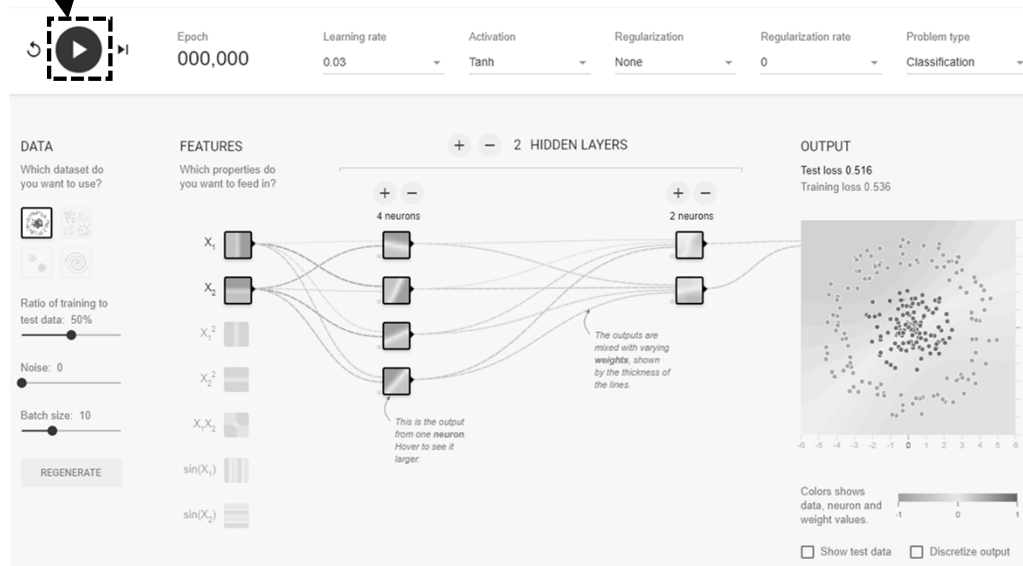 Epoch
000,000
Learning rate
0.03
Activation
Tanh
Regularization
None
Regularization rate
0
Problem type
Classification
DATA
Which dataset do
you want to use?
Ratio of training to
test data: 50%
Noise: 0
Batch size: 10
REGENERATE
FEATURES
Which properties do
you want to feed in?
X₁
X₂
X₁²
X₂²
X₁X₂
sin(X₁)
sin(X₂)
+ − 2 HIDDEN LAYERS
+ −
4 neurons
+ −
2 neurons
This is the output
from one neuron.
Hover to see it
larger.
The outputs are
mixed with varying
weights, shown
by the thickness of
the lines.
OUTPUT
Test loss 0.516
Training loss 0.536
-6 -5 -4 -3 -2 -1 0 1 2 3 4 5 6
Colors shows
data, neuron and
weight values.
-1 0 1
Show test data
Discretize output